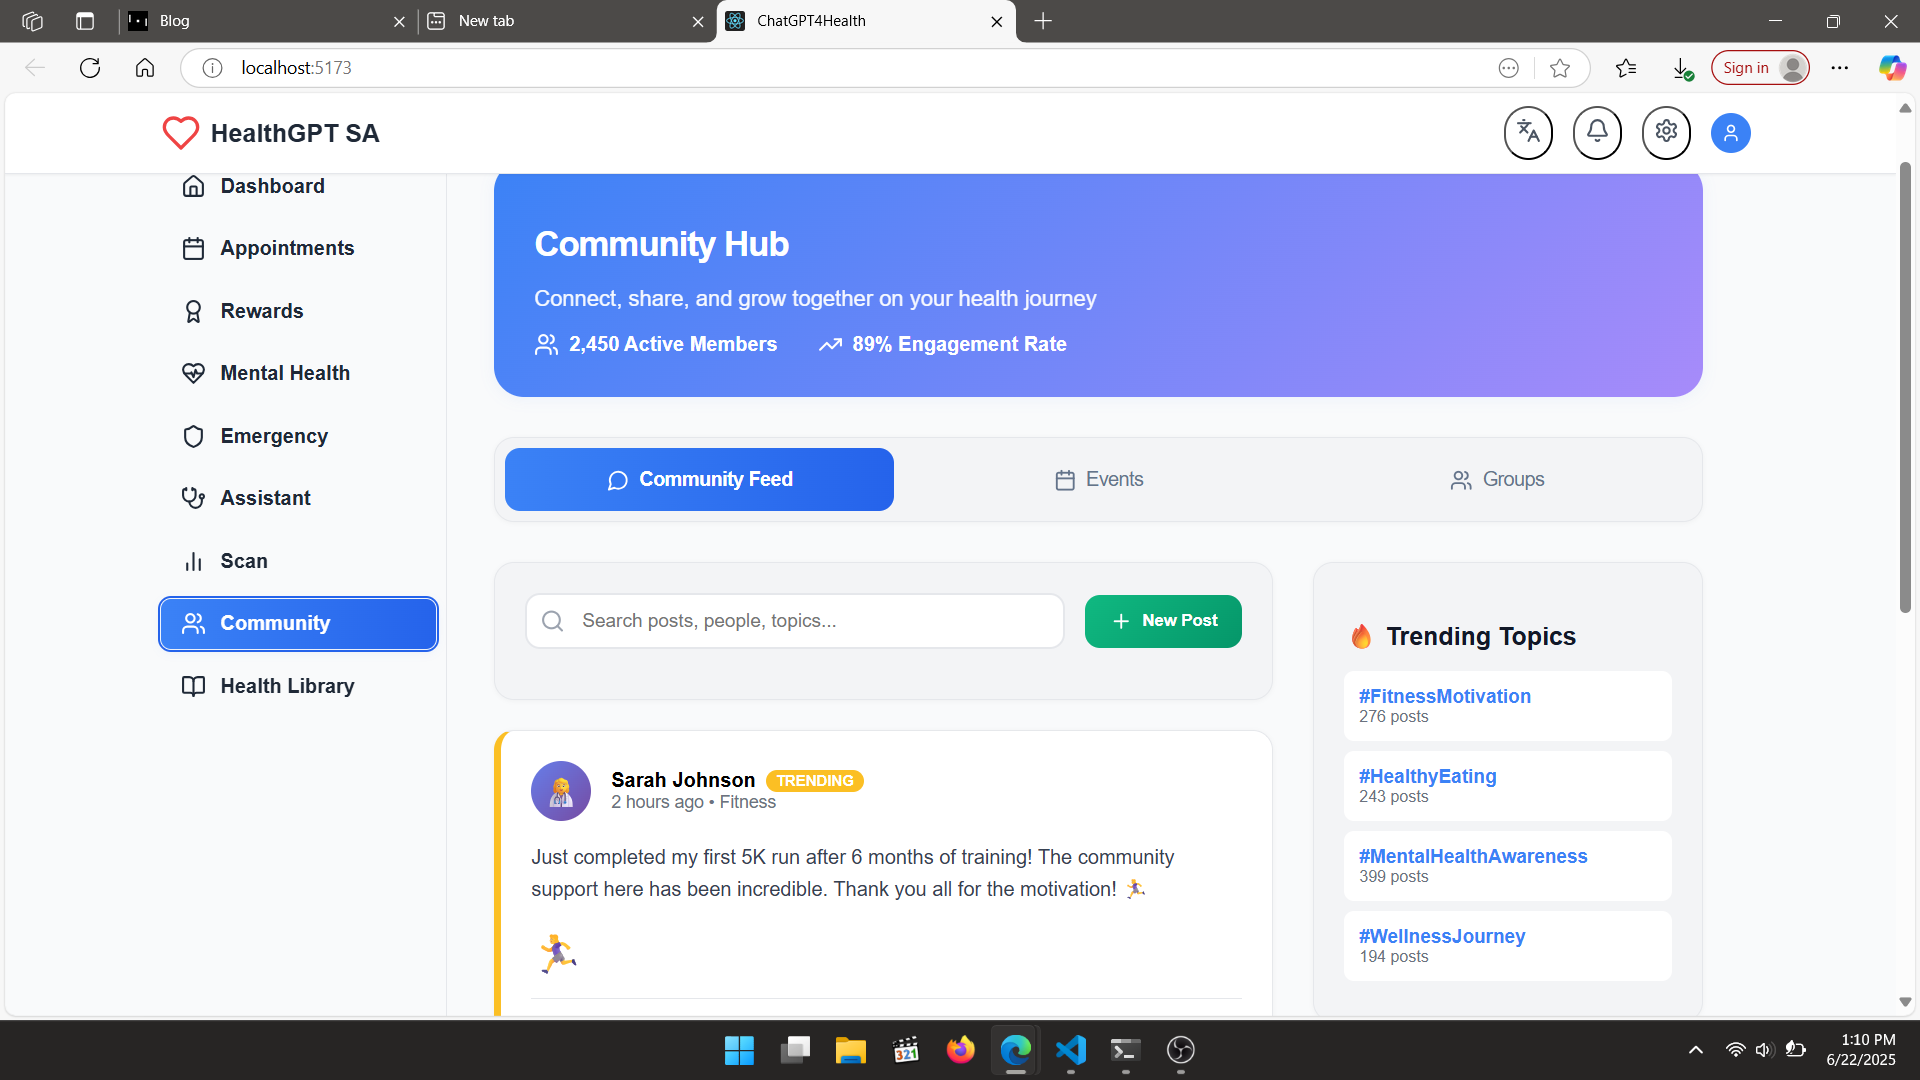 Blog
New tab
ChatGPT4Health
localhost:5173
Sign in
HealthGPT SA
Dashboard
Appointments
Rewards
Mental Health
Emergency
Assistant
Scan
Community
Health Library
Community Hub
Connect, share, and grow together on your health journey
2,450 Active Members
89% Engagement Rate
Community Feed
Events
Groups
Search posts, people, topics...
New Post
Sarah Johnson TRENDING
2 hours ago • Fitness
Just completed my first 5K run after 6 months of training! The community
support here has been incredible. Thank you all for the motivation! 🏃‍♀️
Trending Topics
#FitnessMotivation
276 posts
#HealthyEating
243 posts
#MentalHealthAwareness
399 posts
#WellnessJourney
194 posts
321
1:10 PM
6/22/2025